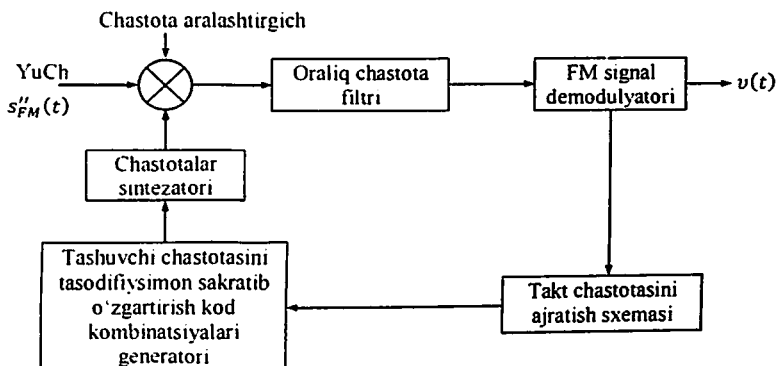 Chastota aralashtirgich
YuCh
s''_{FM}(t)
Oraliq chastota
filtri
FM signal
demodulyatori
v(t)
Chastotalar
sintezatori
Tashuvchi chastotasini
tasodifiysimon sakratib
o‘zgartirish kod
kombinatsiyalari
generatori
Takt chastotasini
ajratish sxemasi